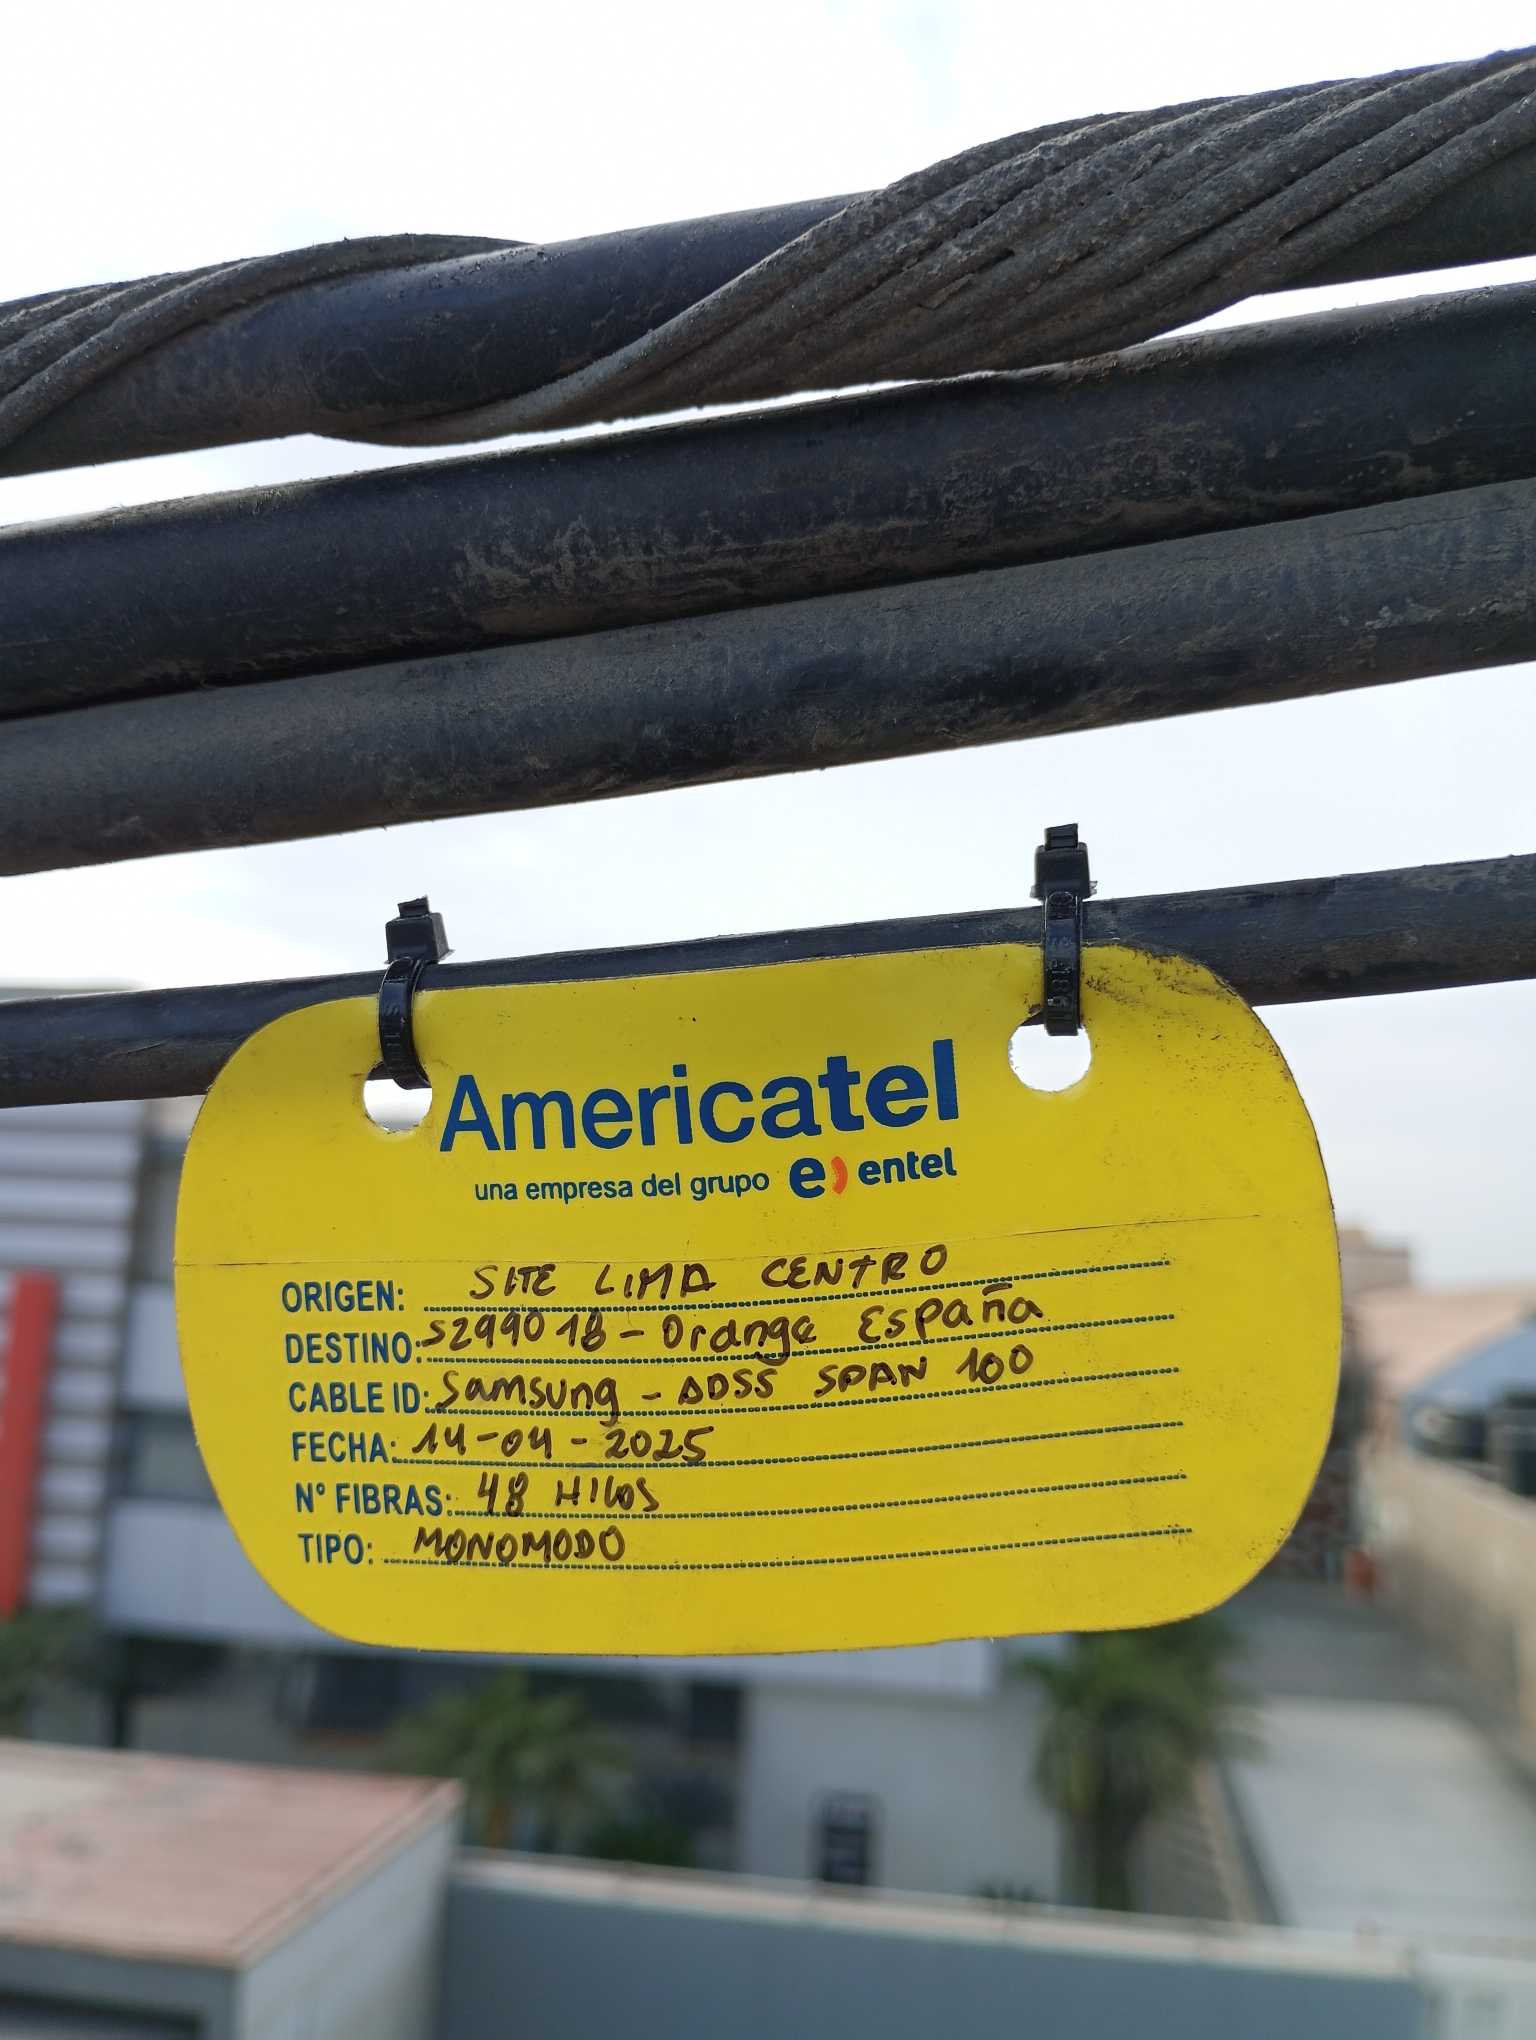 Americatel
una empresa del grupo e) entel
ORIGEN: SITE LIMA CENTRO
DESTINO: S299018 - Orange España
CABLE ID: Samsung - ADSS SPAN 100
FECHA: 14-04-2025
N° FIBRAS: 48 HILOS
TIPO: MONOMODO